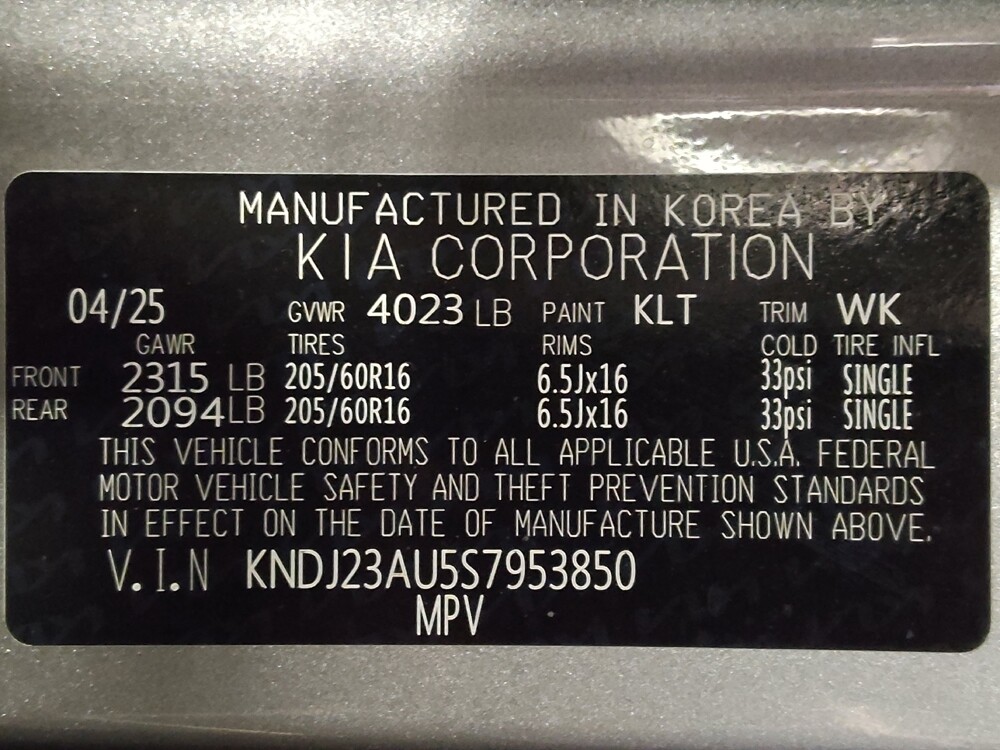 MANUFACTURED IN KOREA BY
KIA CORPORATION
04/25 GVWR 4023 LB PAINT KLT TRIM WK
GAWR TIRES RIMS COLD TIRE INFL
FRONT 2315 LB 205/60R16 6.5Jx16 33psi SINGLE
REAR 2094 LB 205/60R16 6.5Jx16 33psi SINGLE
THIS VEHICLE CONFORMS TO ALL APPLICABLE U.S.A. FEDERAL
MOTOR VEHICLE SAFETY AND THEFT PREVENTION STANDARDS
IN EFFECT ON THE DATE OF MANUFACTURE SHOWN ABOVE.
V.I.N KNDJ23AU5S7953850
MPV